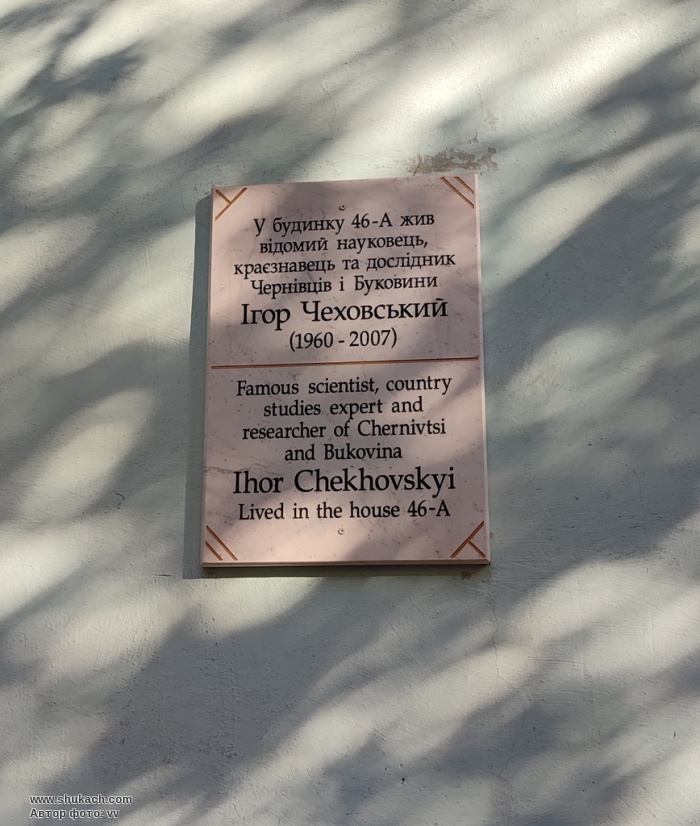 У будинку 46-А жив
відомий науковець,
краєзнавець та дослідник
Чернівців і Буковини
Ігор Чеховський
(1960 - 2007)
Famous scientist, country
studies expert and
researcher of Chernivtsi
and Bukovina
Ihor Chekhovskyi
Lived in the house 46-A
www.shukach.com
Автор фото: vv